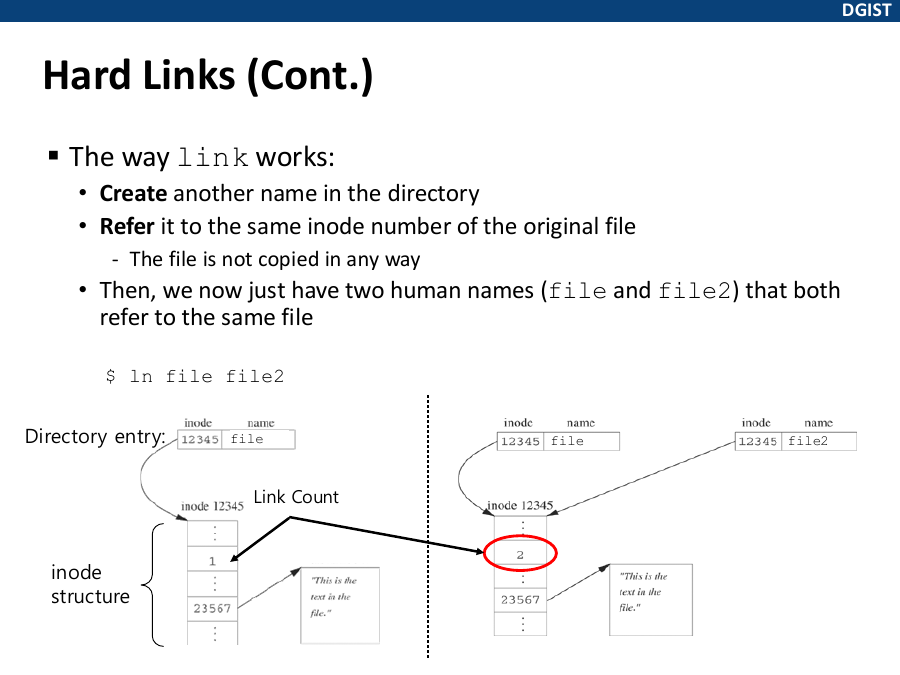 DGIST
Hard Links (Cont.)
▪ The way link works:
• Create another name in the directory
• Refer it to the same inode number of the original file
- The file is not copied in any way
• Then, we now just have two human names (file and file2) that both
refer to the same file
$ ln file file2
Directory entry:
inode name
12345 file
inode 12345
Link Count
inode
structure
⋮
1
⋮
23567
⋮
"This is the
text in the
file."
inode name
12345 file
inode name
12345 file2
inode 12345
⋮
2
⋮
23567
⋮
"This is the
text in the
file."